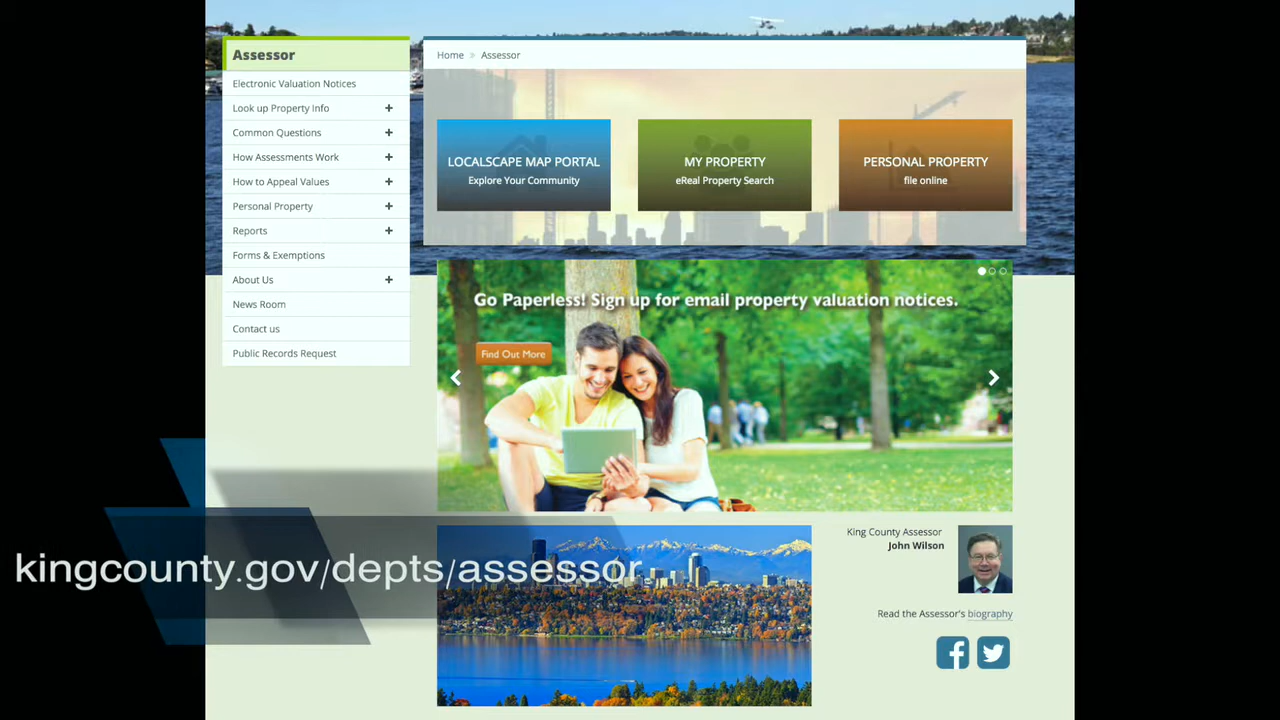 Assessor
Electronic Valuation Notices
Look up Property Info +
Common Questions +
How Assessments Work +
How to Appeal Values +
Personal Property +
Reports +
Forms & Exemptions
About Us +
News Room
Contact us
Public Records Request
Home » Assessor
LOCALSCAPE MAP PORTAL
Explore Your Community
MY PROPERTY
eReal Property Search
PERSONAL PROPERTY
file online
Go Paperless! Sign up for email property valuation notices.
Find Out More
King County Assessor
John Wilson
Read the Assessor's biography
kingcounty.gov/depts/assessor